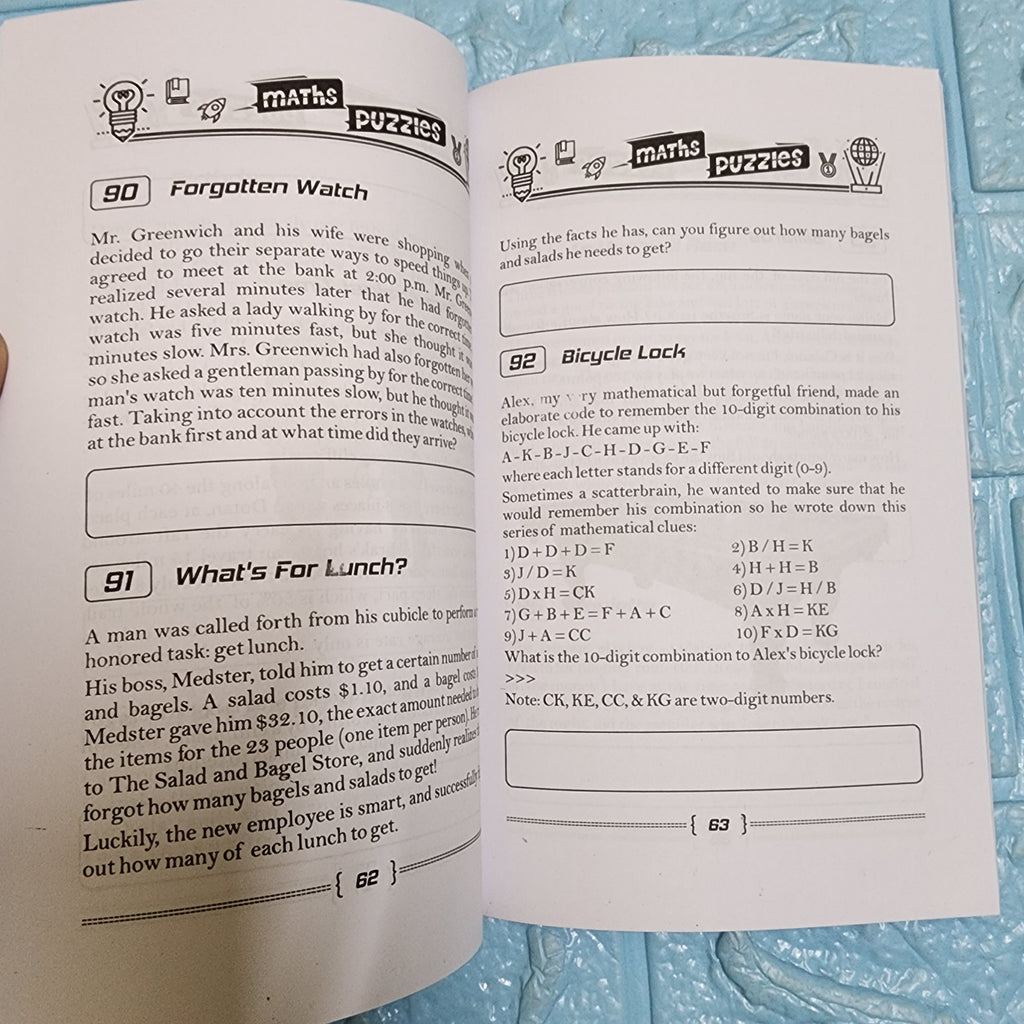 MATHS
PUZZLES
90 Forgotten Watch
Mr. Greenwich and his wife were shopping
decided to go their separate ways to speed things
agreed to meet at the bank at 2:00 p.m. Mr.
realized several minutes later that he had
watch. He asked a lady walking by for the correct
watch was five minutes fast, but she thought it
minutes slow. Mrs. Greenwich had also forgotten
so she asked a gentleman passing by for the correct
man's watch was ten minutes slow, but he thought it
fast. Taking into account the errors in the watches,
at the bank first and at what time did they arrive?
91 What's For Lunch?
A man was called forth from his cubicle to perform
honored task: get lunch.
His boss, Medster, told him to get a certain number
and bagels. A salad costs $1.10, and a bagel
Medster gave him $32.10, the exact amount needed
the items for the 23 people (one item per person).
to The Salad and Bagel Store, and suddenly
forgot how many bagels and salads to get!
Luckily, the new employee is smart, and successfully
out how many of each lunch to get.
{ 62 }
MATHS
PUZZLES
1
Using the facts he has, can you figure out how many bagels
and salads he needs to get?
92 Bicycle Lock
Alex, my very mathematical but forgetful friend, made an
elaborate code to remember the 10-digit combination to his
bicycle lock. He came up with:
A-K-B-J-C-H-D-G-E-F
where each letter stands for a different digit (0-9).
Sometimes a scatterbrain, he wanted to make sure that he
would remember his combination so he wrote down this
series of mathematical clues:
1)D+D+D=F 2)B/H=K
3)J/D=K 4)H+H=B
5)DxH=CK 6)D/J=H/B
7)G+B+E=F+A+C 8)AxH=KE
9)J+A=CC 10)FxD=KG
What is the 10-digit combination to Alex's bicycle lock?
>>>
Note: CK, KE, CC, & KG are two-digit numbers.
{ 63 }